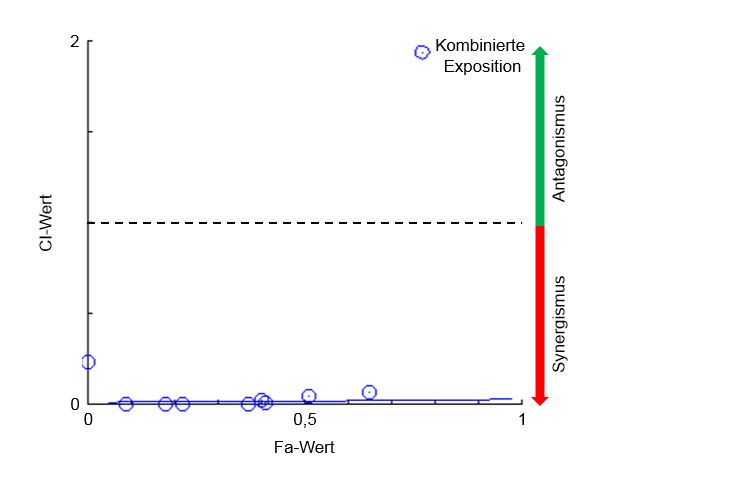 2
Kombinierte
Exposition
Antagonismus
CI-Wert
Synergismus
0
0
0,5
1
Fa-Wert